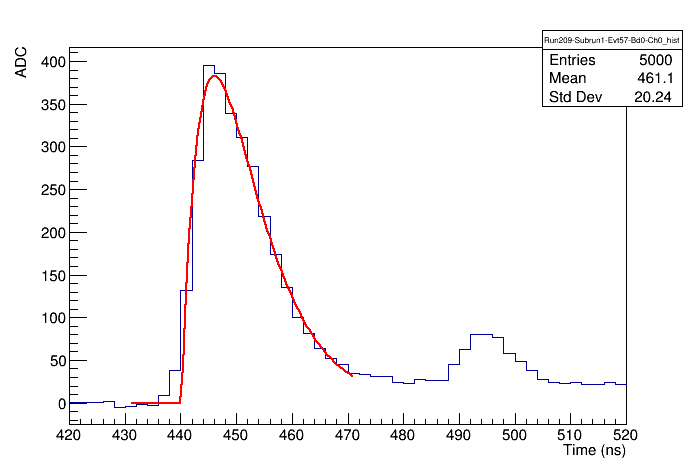 Run209-Subrun1-Evt57-Bd0-Ch0_hist
Entries 5000
Mean 461.1
Std Dev 20.24
ADC
400
350
300
250
200
150
100
50
0
420 430 440 450 460 470 480 490 500 510 520
Time (ns)